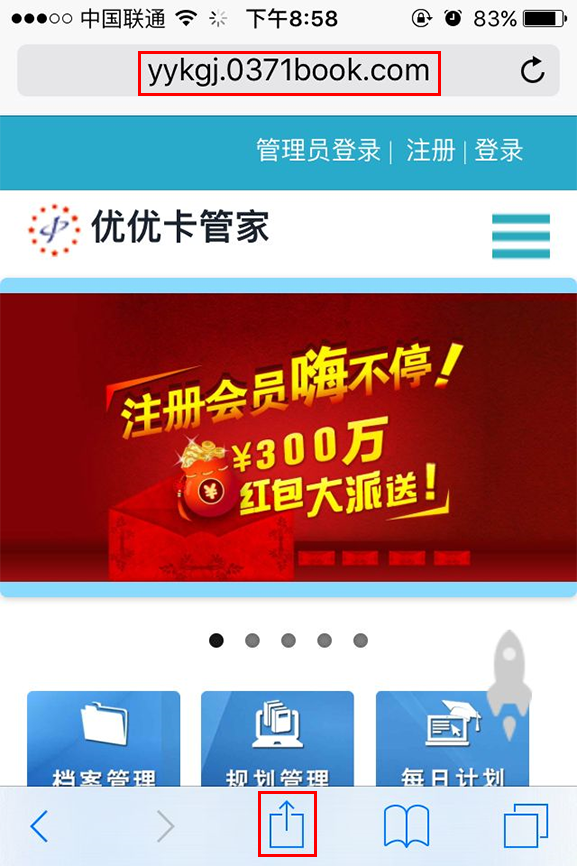 中国联通 下午8:58 83%
yykgj.0371book.com
管理员登录| 注册|登录
优优卡管家
注册会员嗨不停!
¥300万
红包大派送!
档案管理 规划管理 每日计划